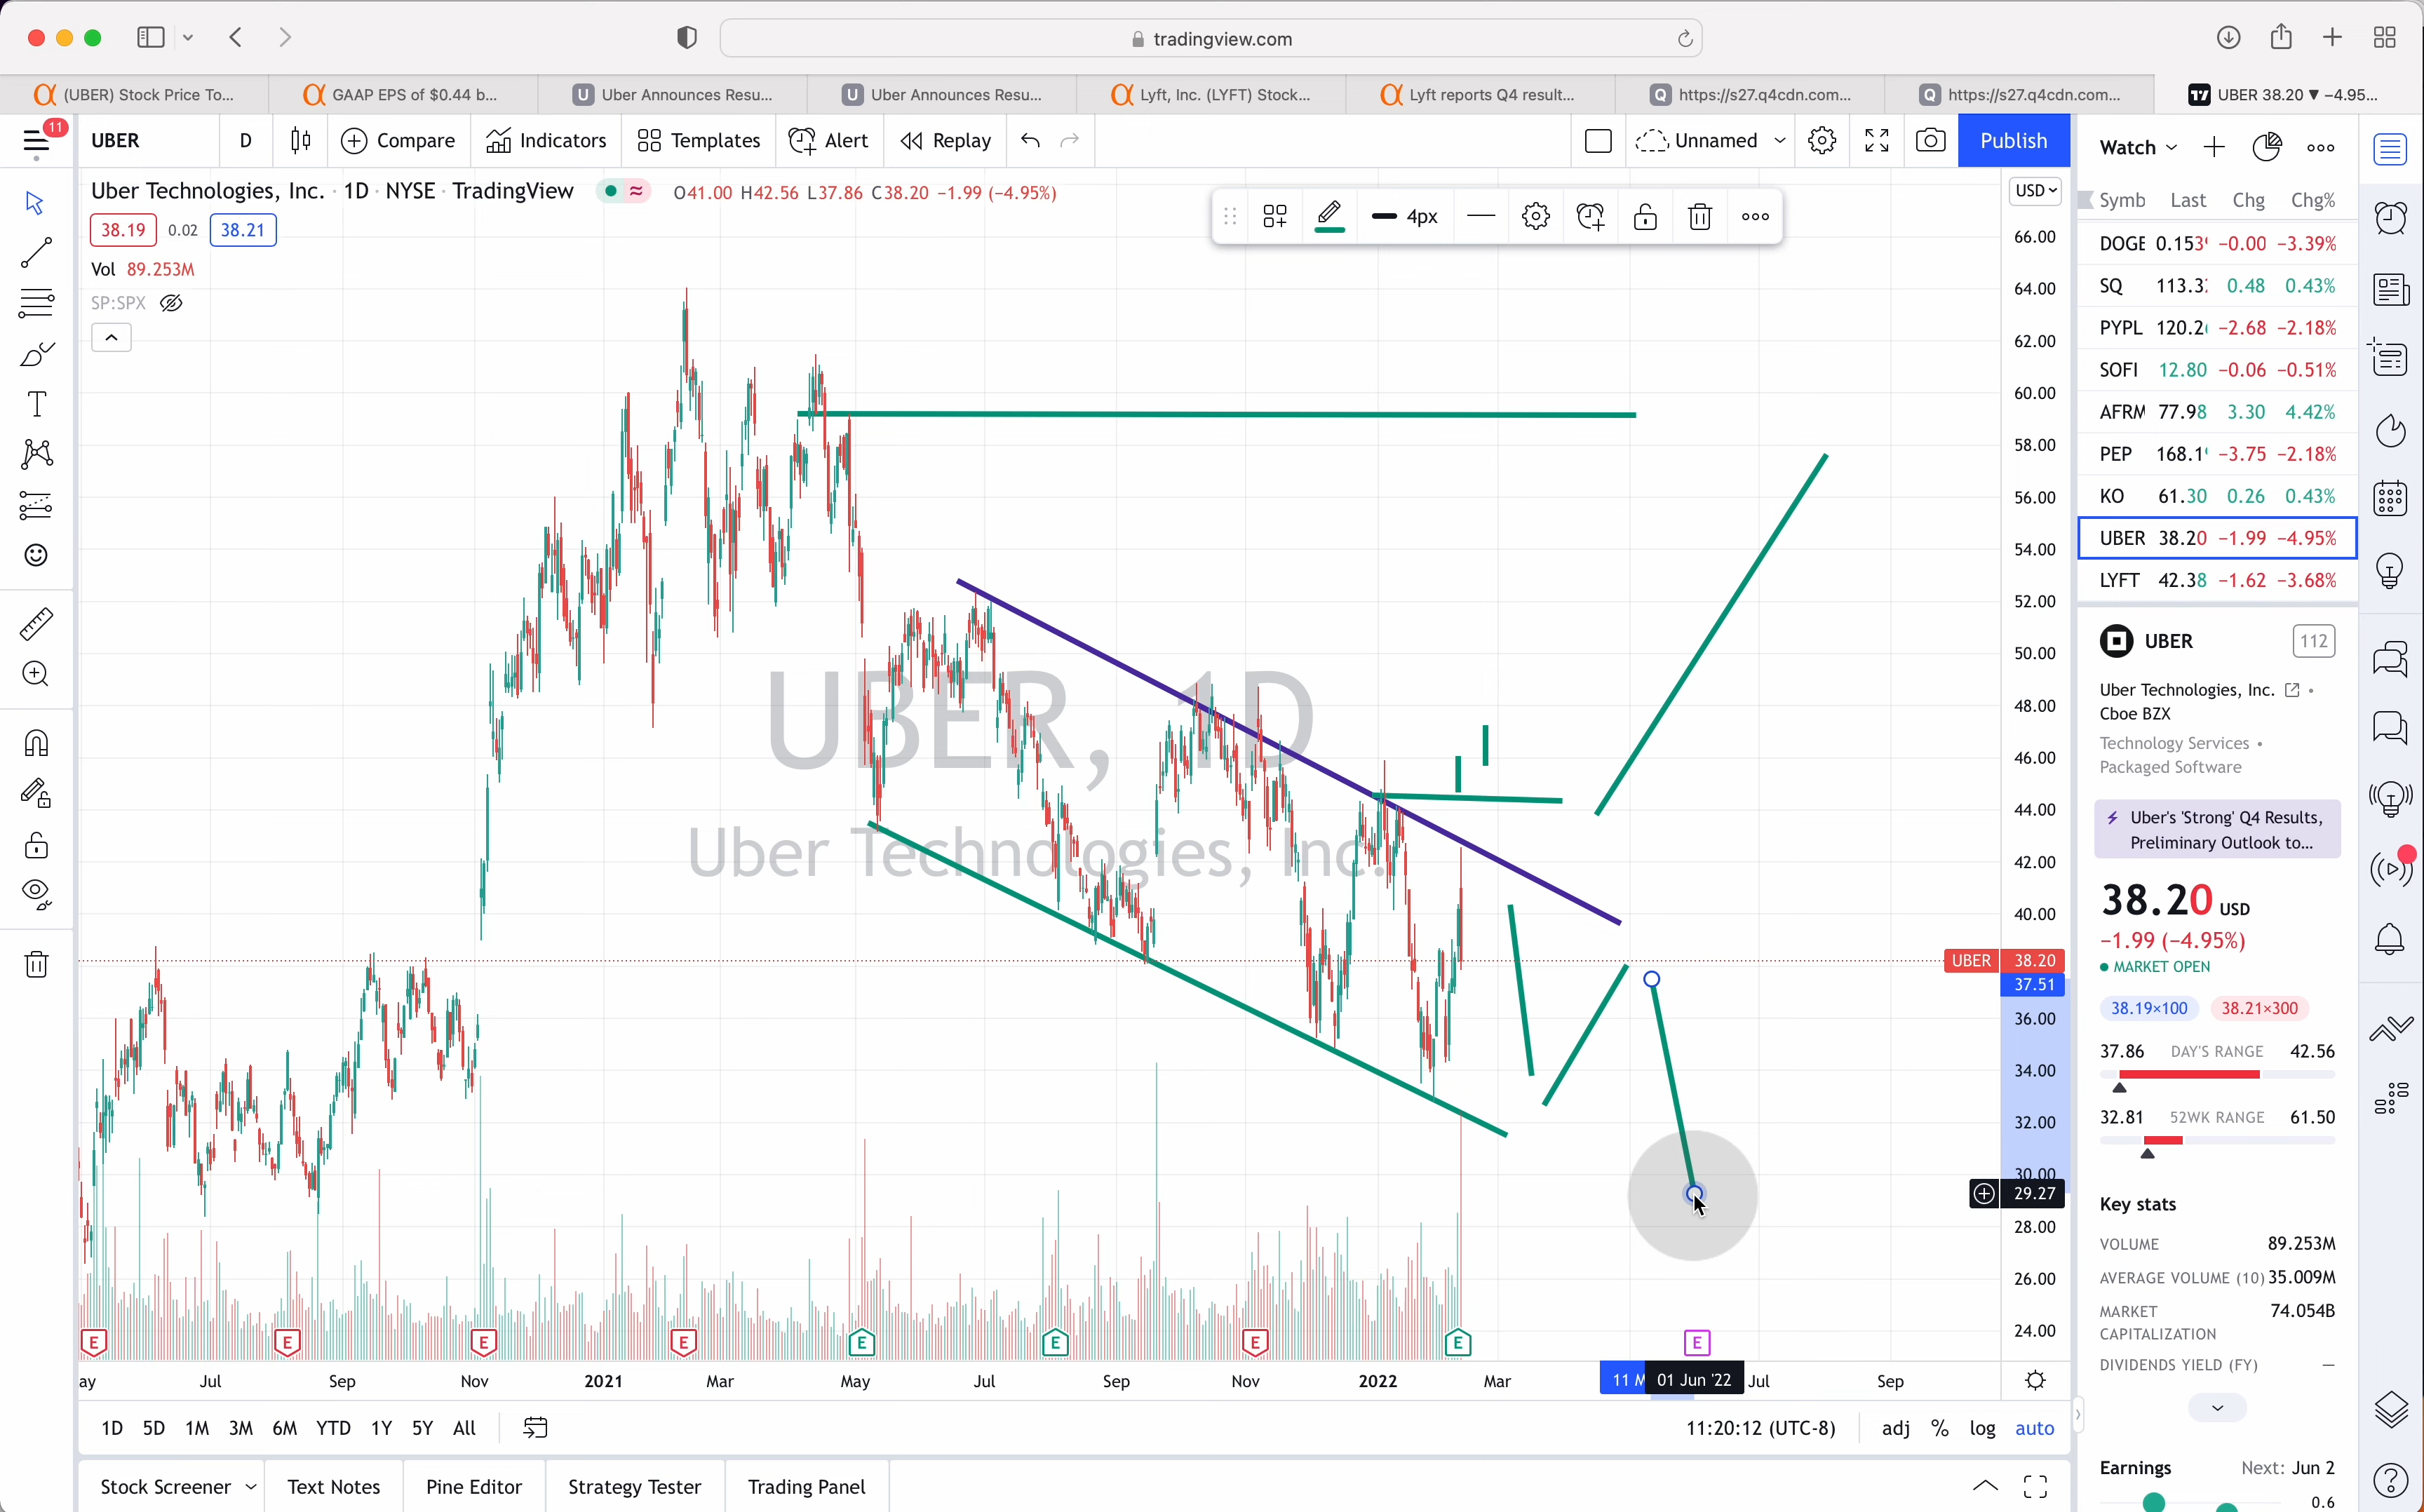 tradingview.com
(UBER) Stock Price To...
GAAP EPS of $0.44 b...
U Uber Announces Resu...
U Uber Announces Resu...
Lyft, Inc. (LYFT) Stock...
Lyft reports Q4 result...
Q https://s27.q4cdn.com...
Q https://s27.q4cdn.com...
UBER 38.20 ▼ −4.95...
11
UBER
D
Compare
Indicators
Templates
Alert
Replay
Unnamed
Publish
Uber Technologies, Inc. · 1D · NYSE · TradingView
O41.00 H42.56 L37.86 C38.20 −1.99 (−4.95%)
38.19 0.02 38.21
Vol 89.253M
SP:SPX
4px
UBER, 1D
Uber Technologies, Inc.
USD
66.00
64.00
62.00
60.00
58.00
56.00
54.00
52.00
50.00
48.00
46.00
44.00
42.00
40.00
UBER 38.20
37.51
36.00
34.00
32.00
30.00
29.27
28.00
26.00
24.00
E E E E E E E E E
ay Jul Sep Nov 2021 Mar May Jul Sep Nov 2022 Mar 11 M 01 Jun '22 Jul Sep
1D 5D 1M 3M 6M YTD 1Y 5Y All
11:20:12 (UTC-8) adj % log auto
Stock Screener
Text Notes
Pine Editor
Strategy Tester
Trading Panel
Watch
Symb Last Chg Chg%
DOGE 0.153 −0.00 −3.39%
SQ 113.3 0.48 0.43%
PYPL 120.2 −2.68 −2.18%
SOFI 12.80 −0.06 −0.51%
AFRM 77.98 3.30 4.42%
PEP 168.1 −3.75 −2.18%
KO 61.30 0.26 0.43%
UBER 38.20 −1.99 −4.95%
LYFT 42.38 −1.62 −3.68%
UBER 112
Uber Technologies, Inc. •
Cboe BZX
Technology Services •
Packaged Software
Uber's 'Strong' Q4 Results,
Preliminary Outlook to...
38.20 USD
−1.99 (−4.95%)
• MARKET OPEN
38.19×100 38.21×300
37.86 DAY'S RANGE 42.56
32.81 52WK RANGE 61.50
Key stats
VOLUME 89.253M
AVERAGE VOLUME (10) 35.009M
MARKET 74.054B
CAPITALIZATION
DIVIDENDS YIELD (FY) —
Earnings Next: Jun 2
0.6